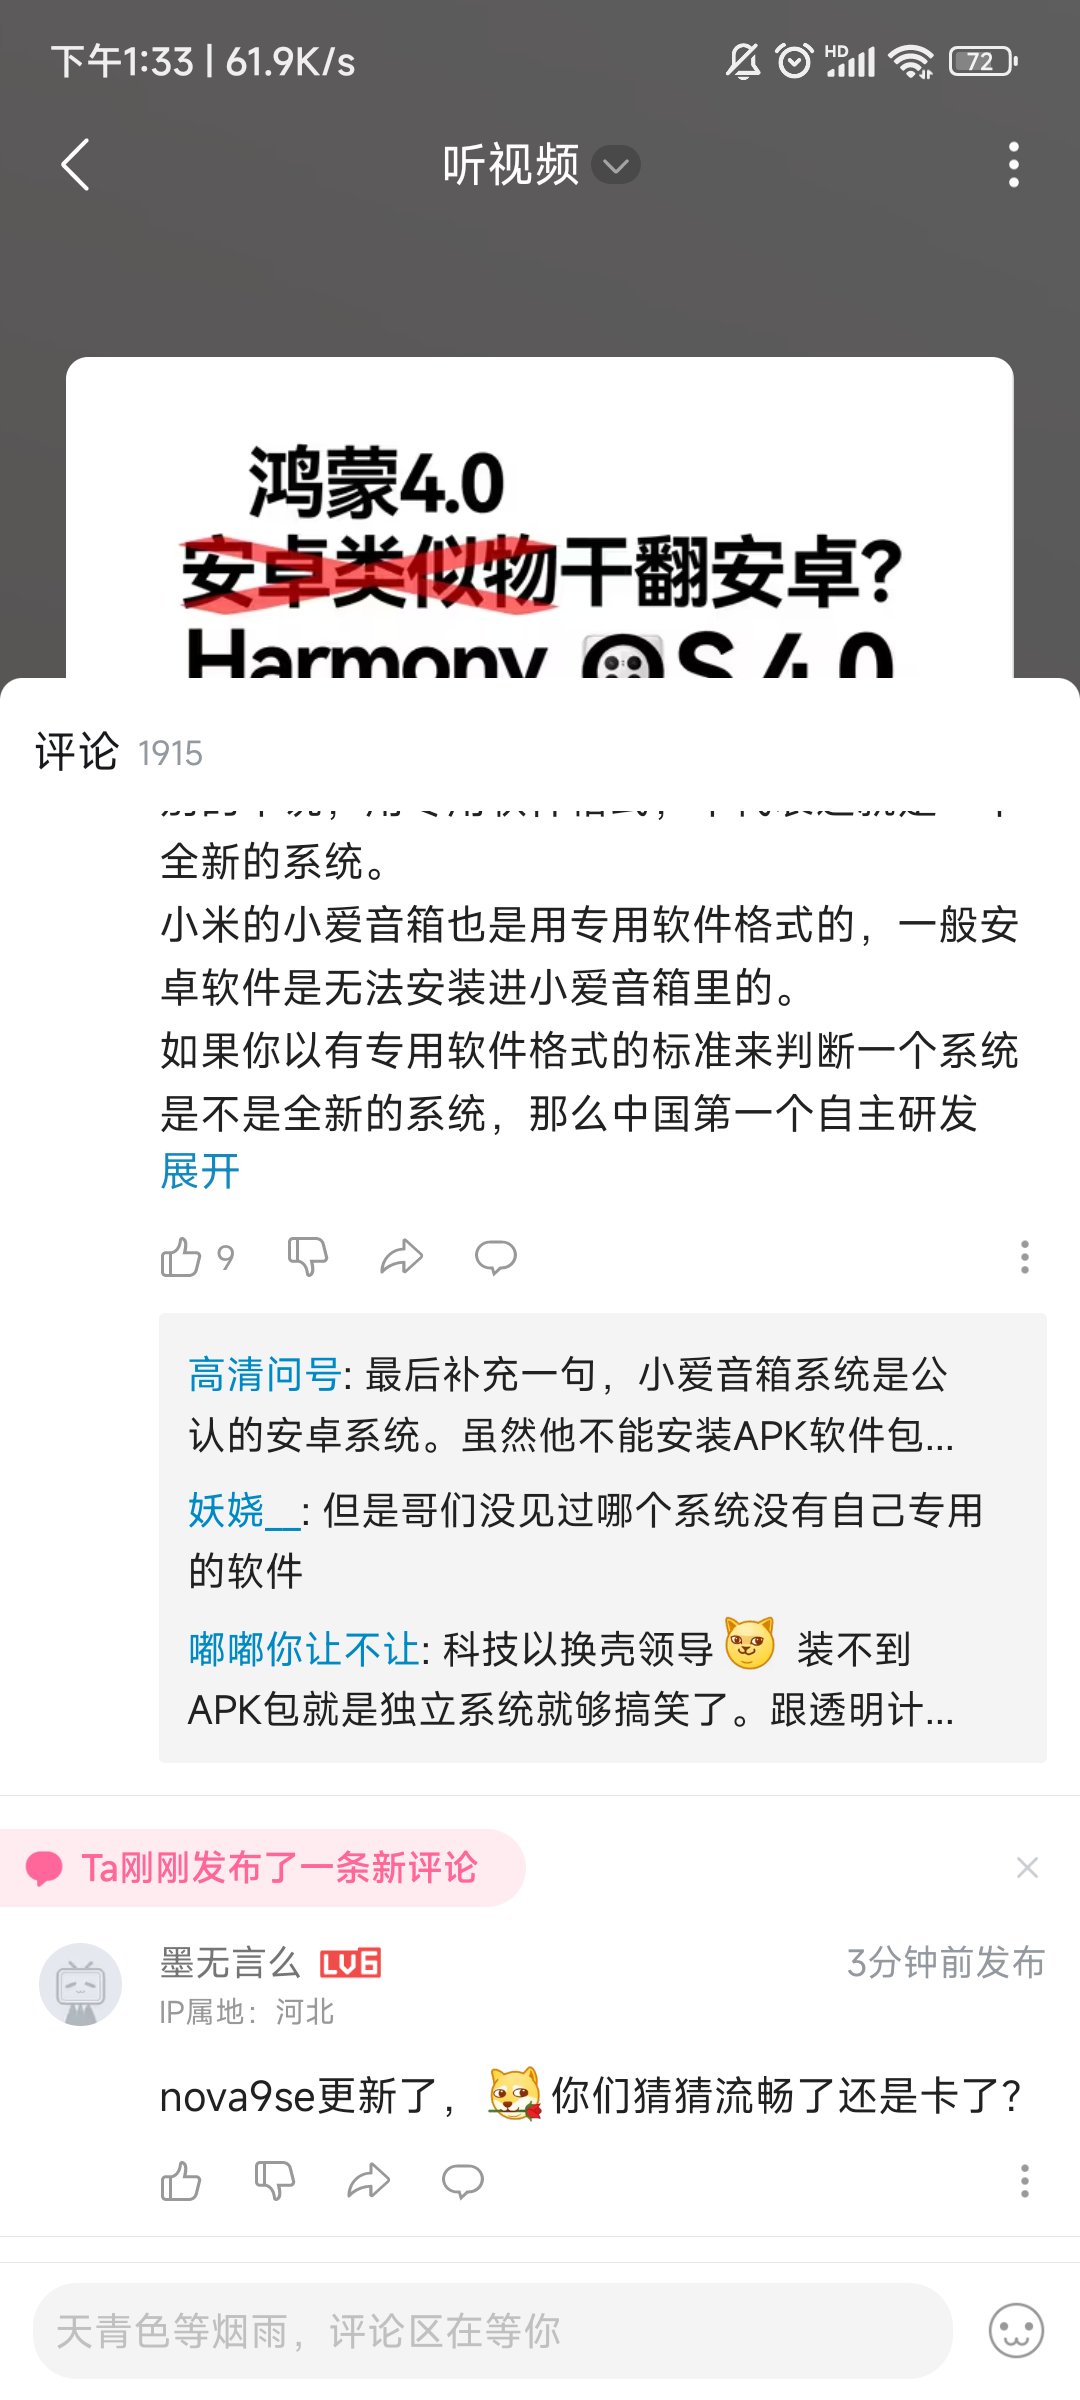 下午1:33 | 61.9K/s
HD
72
听视频
鸿蒙4.0
安卓类似物干翻安卓?
Harmony OS 4.0
评论 1915
全新的系统。
小米的小爱音箱也是用专用软件格式的，一般安
卓软件是无法安装进小爱音箱里的。
如果你以有专用软件格式的标准来判断一个系统
是不是全新的系统，那么中国第一个自主研发
展开
9
高清问号: 最后补充一句，小爱音箱系统是公
认的安卓系统。虽然他不能安装APK软件包...
妖娆__: 但是哥们没见过哪个系统没有自己专用
的软件
嘟嘟你让不让: 科技以换壳领导 装不到
APK包就是独立系统就够搞笑了。跟透明计...
Ta刚刚发布了一条新评论
墨无言么 LV6
3分钟前发布
IP属地：河北
nova9se更新了，你们猜猜流畅了还是卡了？
天青色等烟雨，评论区在等你